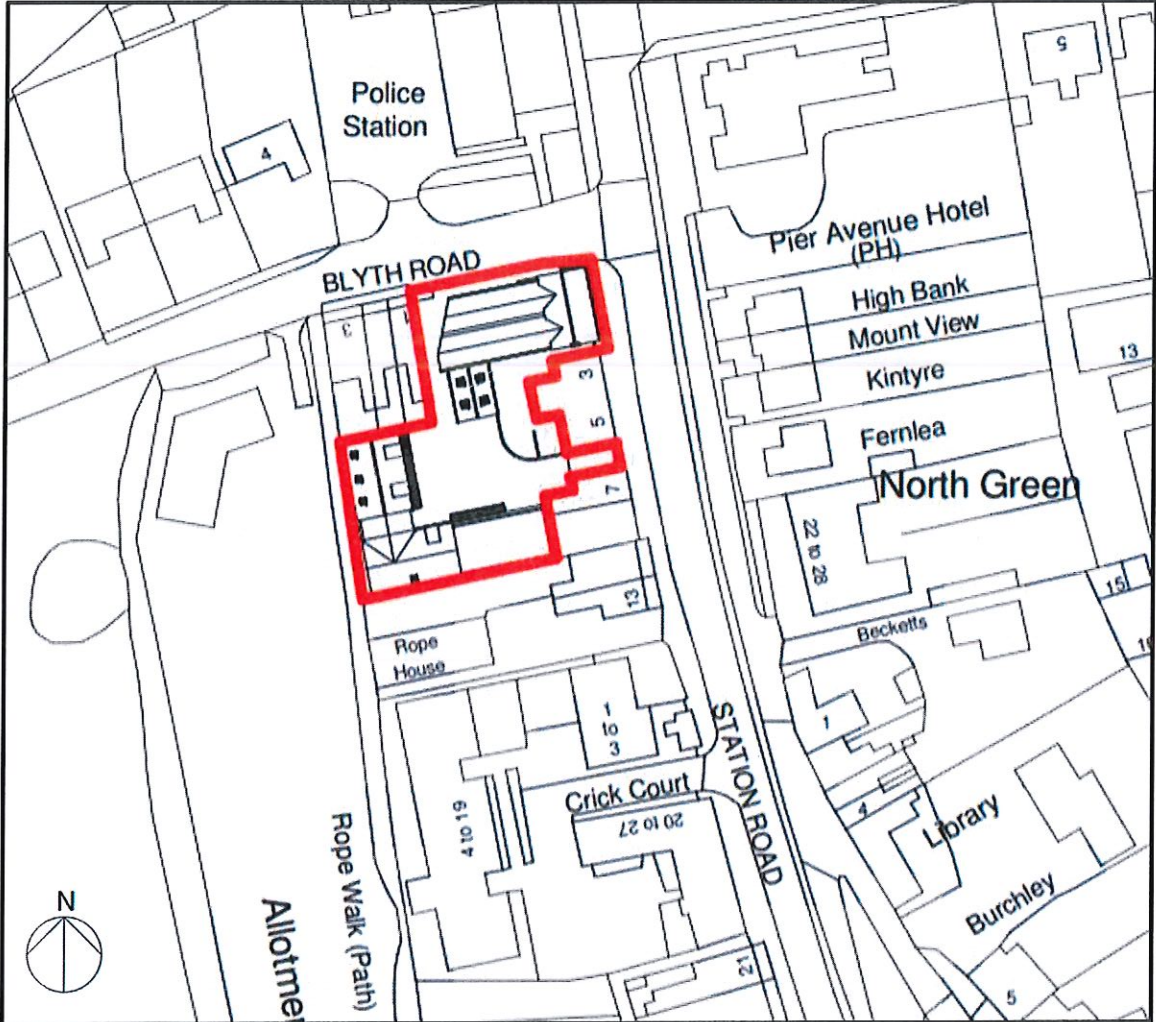 Police
Station
4
5
BLYTH ROAD
Pier Avenue Hotel
(PH)
High Bank
Mount View
Kintyre
Fernlea
North Green
3
3
5
7
13
13
22 to 28
Becketts
15
Rope
House
1
to
3
1
4
STATION ROAD
Crick Court
20 to 27
4 to 19
Library
Burchley
Rope Walk (Path)
N
21
5